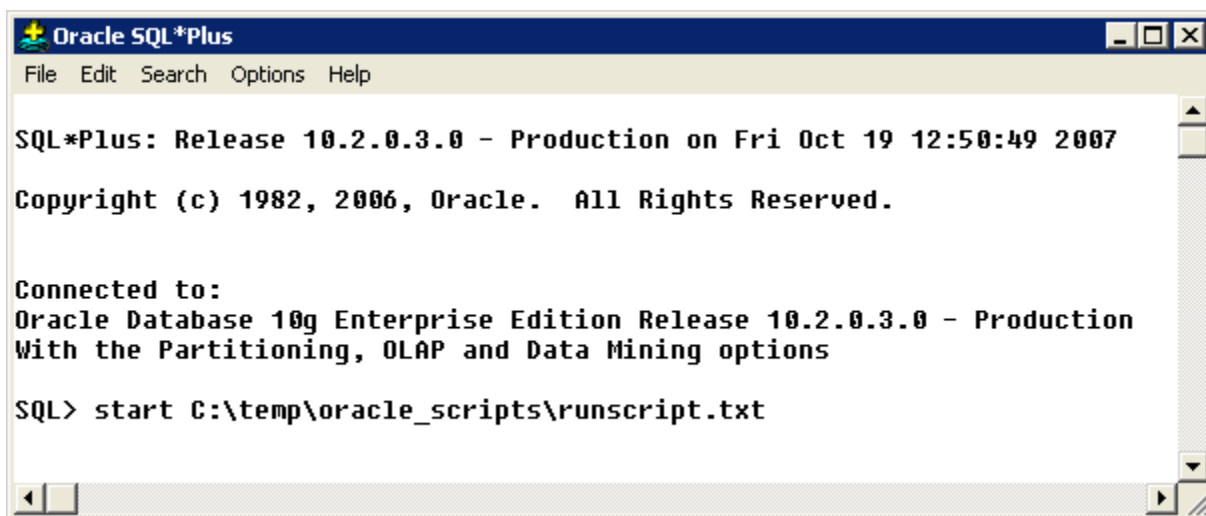 Oracle SQL*Plus
File Edit Search Options Help
SQL*Plus: Release 10.2.0.3.0 - Production on Fri Oct 19 12:50:49 2007
Copyright (c) 1982, 2006, Oracle.  All Rights Reserved.
Connected to:
Oracle Database 10g Enterprise Edition Release 10.2.0.3.0 - Production
With the Partitioning, OLAP and Data Mining options
SQL> start C:\temp\oracle_scripts\runscript.txt